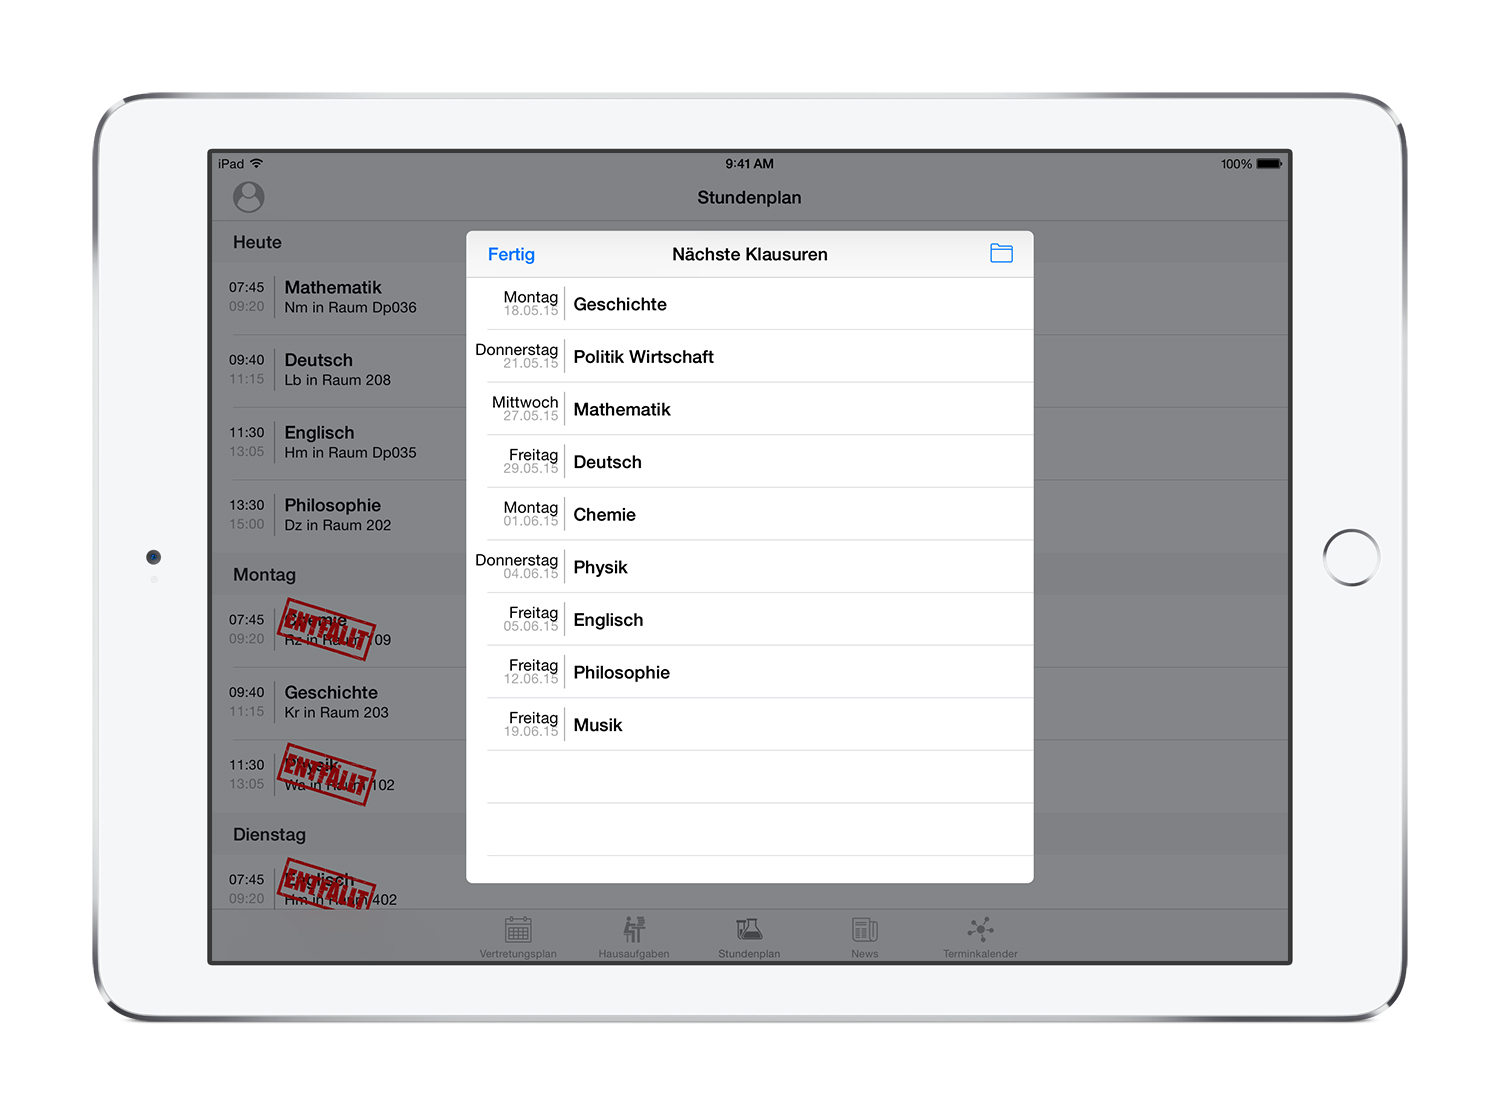 iPad
9:41 AM
100%
Stundenplan
Heute
07:45 Mathematik
09:20 Nm in Raum Dp036
09:40 Deutsch
11:15 Lb in Raum 208
11:30 Englisch
13:05 Hm in Raum Dp035
13:30 Philosophie
15:00 Dz in Raum 202
Montag
07:45 Chemie
09:20 Rz in Raum 109
ENTFÄLLT
09:40 Geschichte
11:15 Kr in Raum 203
11:30 Physik
13:05 Wa in Raum 102
ENTFÄLLT
Dienstag
07:45 Englisch
09:20 Hm in Raum 402
ENTFÄLLT
Fertig
Nächste Klausuren
Montag
18.05.15
Geschichte
Donnerstag
21.05.15
Politik Wirtschaft
Mittwoch
27.05.15
Mathematik
Freitag
29.05.15
Deutsch
Montag
01.06.15
Chemie
Donnerstag
04.06.15
Physik
Freitag
05.06.15
Englisch
Freitag
12.06.15
Philosophie
Freitag
19.06.15
Musik
Vertretungsplan
Hausaufgaben
Stundenplan
News
Terminkalender